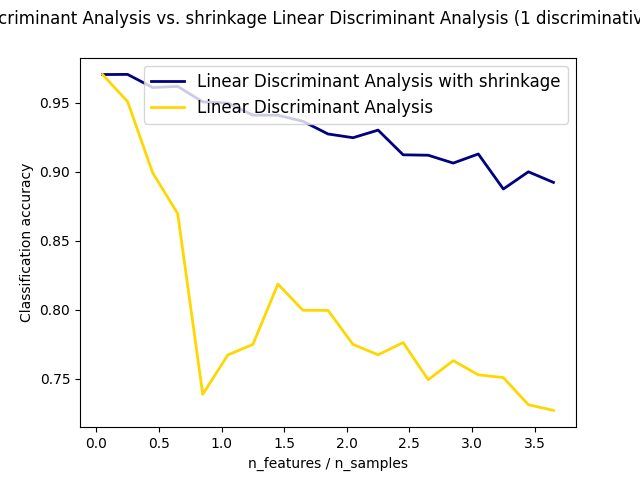 Analysis vs. shrinkage Linear Discriminant Analysis (1
Linear Discriminant Analysis with shrinkage
Linear Discriminant Analysis
0.95
0.90
0.85
0.80
0.75
Classification accuracy
0.0 0.5 1.0 1.5 2.0 2.5 3.0 3.5
n_features / n_samples